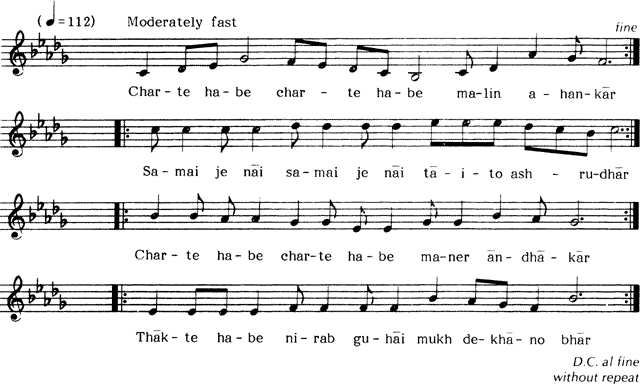 (♩=112) Moderately fast
fine
Char-te ha-be char-te ha-be ma-lin a-han-kār
Sa-mai je nāi sa-mai je nāi tā-i-to ash-ru-dhār
Char-te ha-be char-te ha-be ma-ner ān-dhā-kār
Thāk-te ha-be ni-rab gu-hāi mukh de-khā-no bhār
D.C. al fine
without repeat